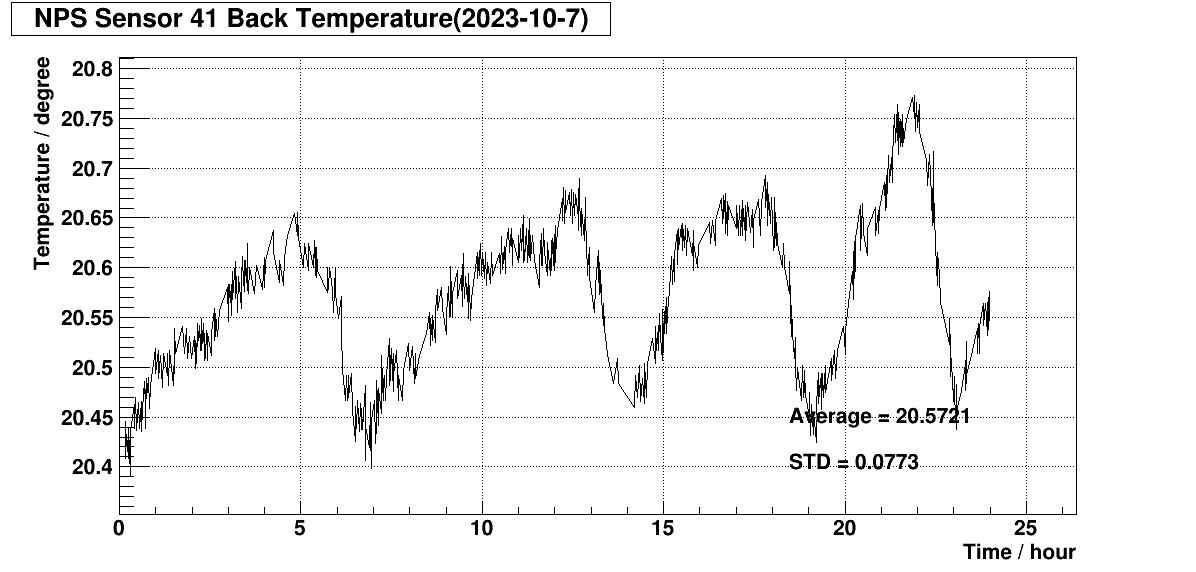 NPS Sensor 41 Back Temperature(2023-10-7)
Temperature / degree
20.8
20.75
20.7
20.65
20.6
20.55
20.5
20.45
20.4
Average = 20.5721
STD = 0.0773
0 5 10 15 20 25
Time / hour